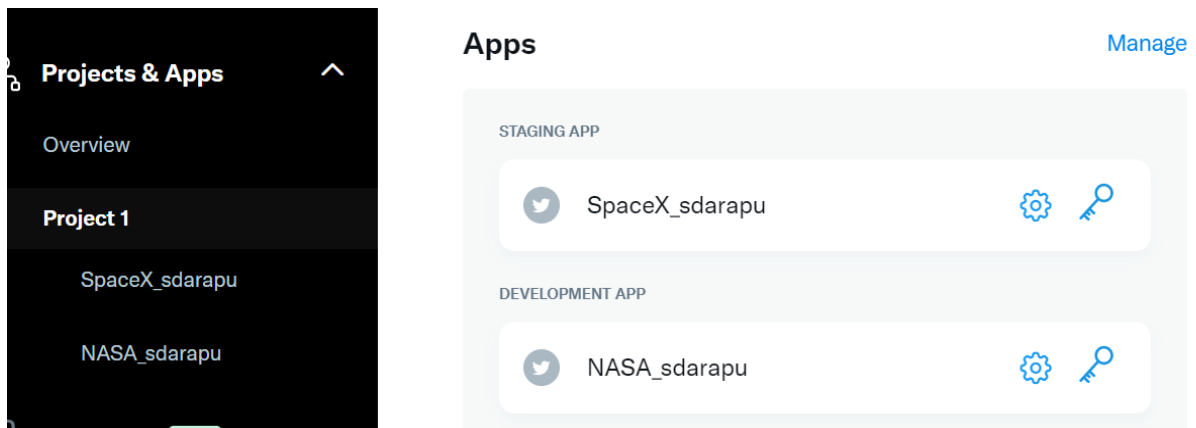 Projects & Apps
Overview
Project 1
SpaceX_sdarapu
NASA_sdarapu
Apps
Manage
STAGING APP
SpaceX_sdarapu
DEVELOPMENT APP
NASA_sdarapu